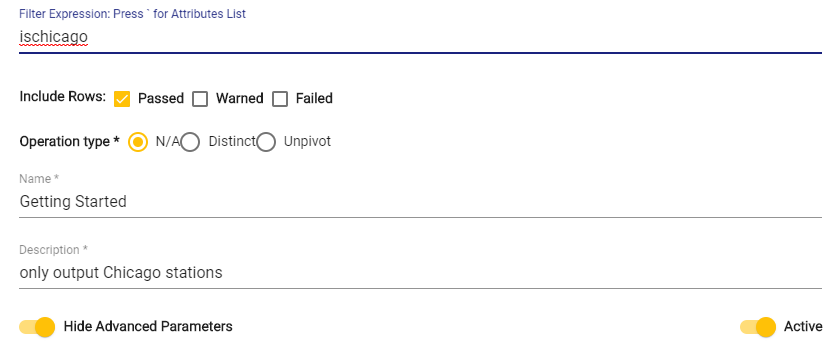 Filter Expression: Press ` for Attributes List
ischicago
Include Rows: Passed Warned Failed
Operation type * N/A Distinct Unpivot
Name *
Getting Started
Description *
only output Chicago stations
Hide Advanced Parameters Active